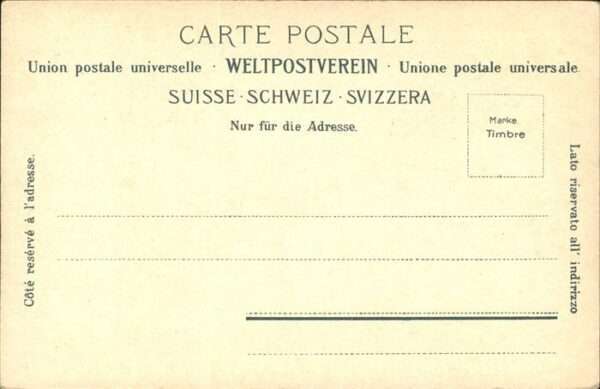 CARTE POSTALE
Union postale universelle · WELTPOSTVEREIN · Unione postale universale
SUISSE · SCHWEIZ · SVIZZERA
Nur für die Adresse.
Marke
Timbre
Côté reservé à l'adresse.
Lato riservato all' indirizzo